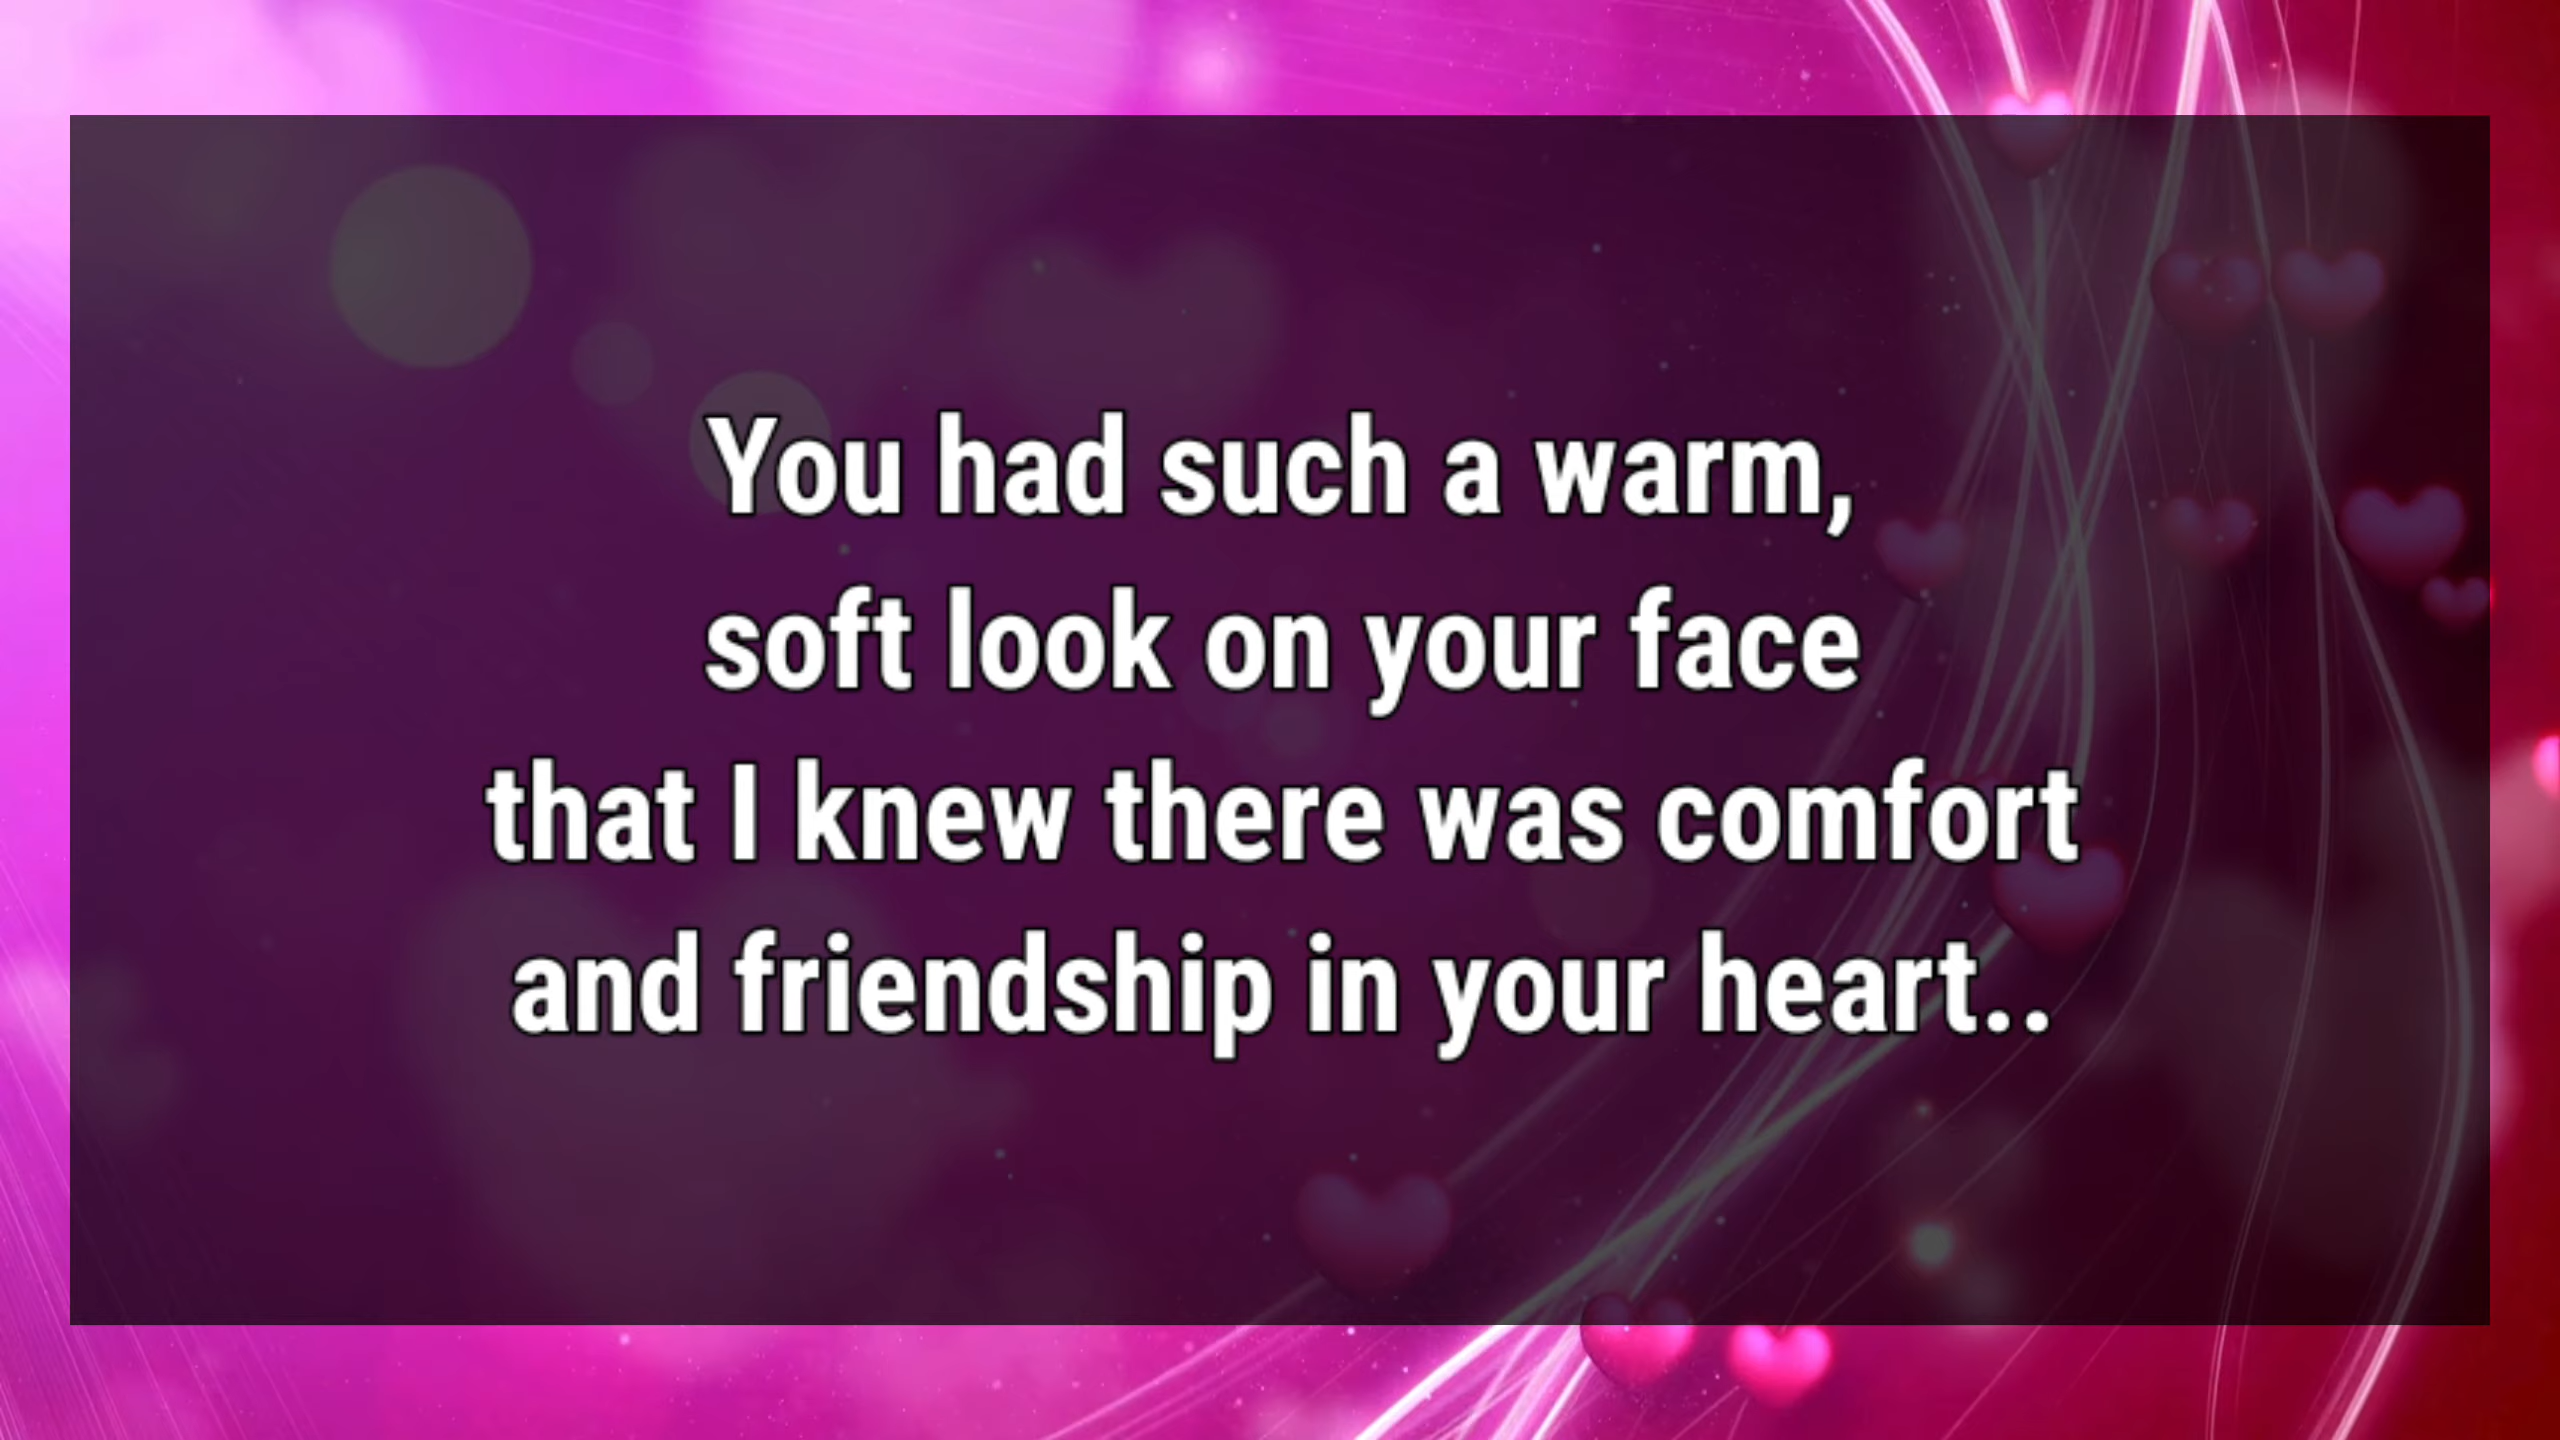 You had such a warm,
soft look on your face
that I knew there was comfort
and friendship in your heart..